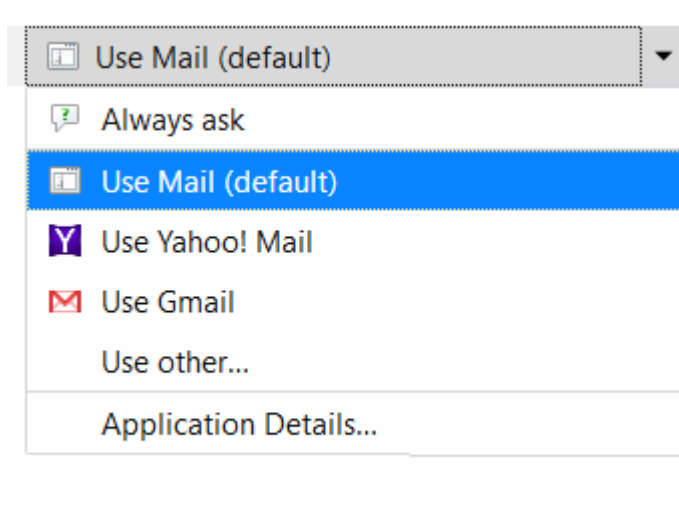 Use Mail (default)
Always ask
Use Mail (default)
Use Yahoo! Mail
Use Gmail
Use other...
Application Details...